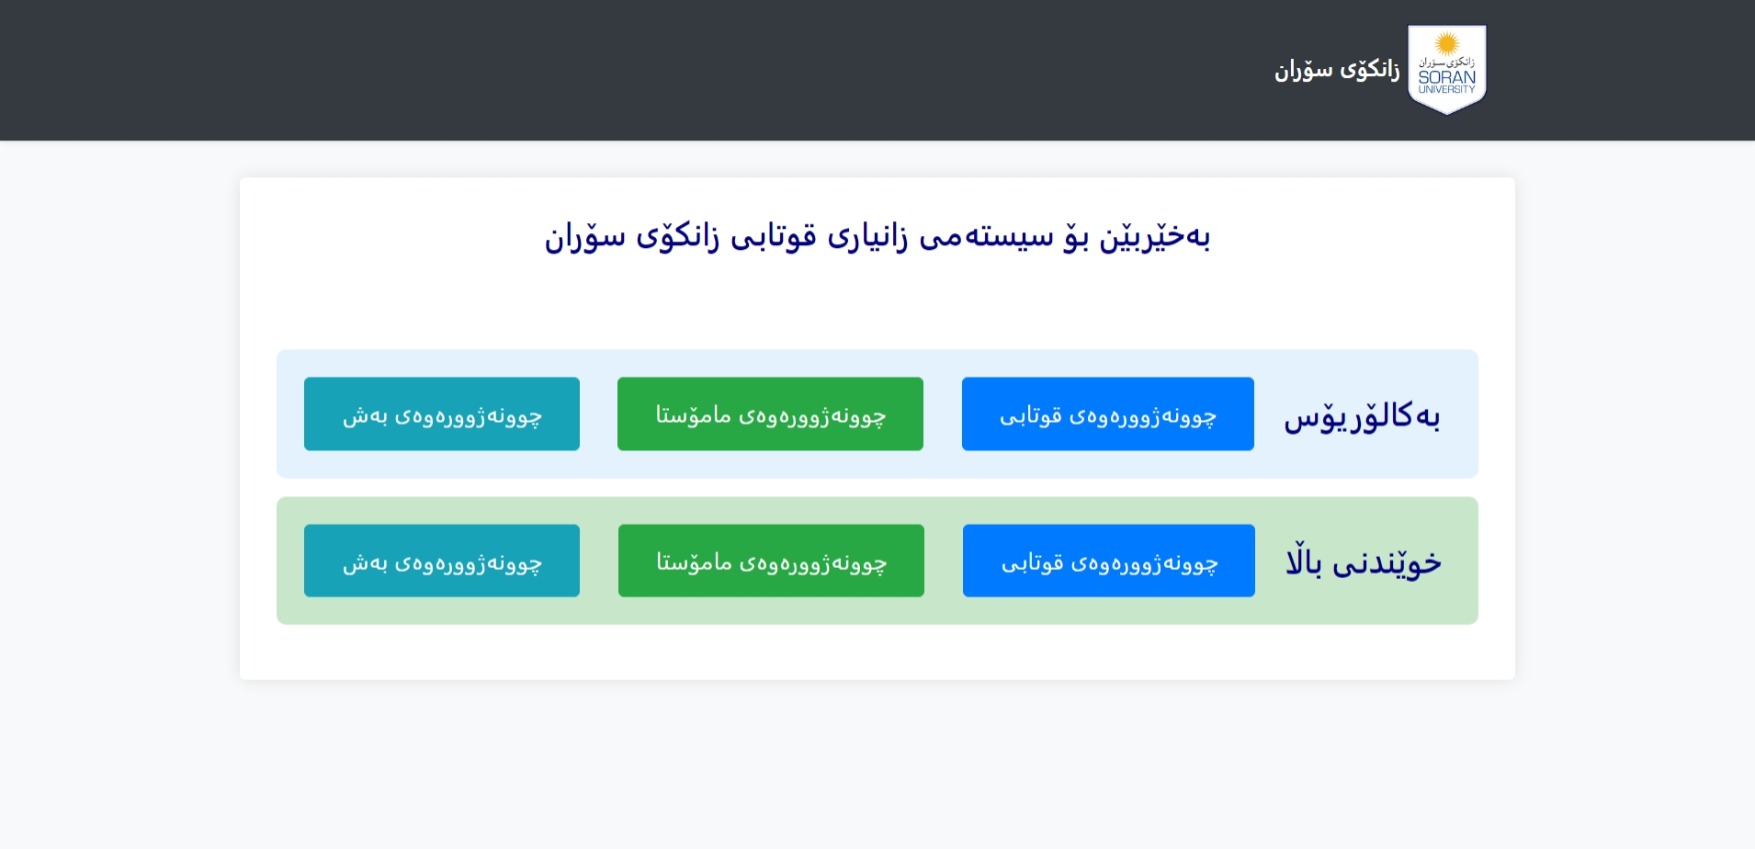 زانكۆی سۆران
SORAN
UNIVERSITY
زانکۆی سۆران
بەخێربێن بۆ سیستەمی زانیاری قوتابی زانکۆی سۆران
بەکالۆریۆس
چوونەژوورەوەی قوتابی
چوونەژوورەوەی مامۆستا
چوونەژوورەوەی بەش
خوێندنی باڵا
چوونەژوورەوەی قوتابی
چوونەژوورەوەی مامۆستا
چوونەژوورەوەی بەش